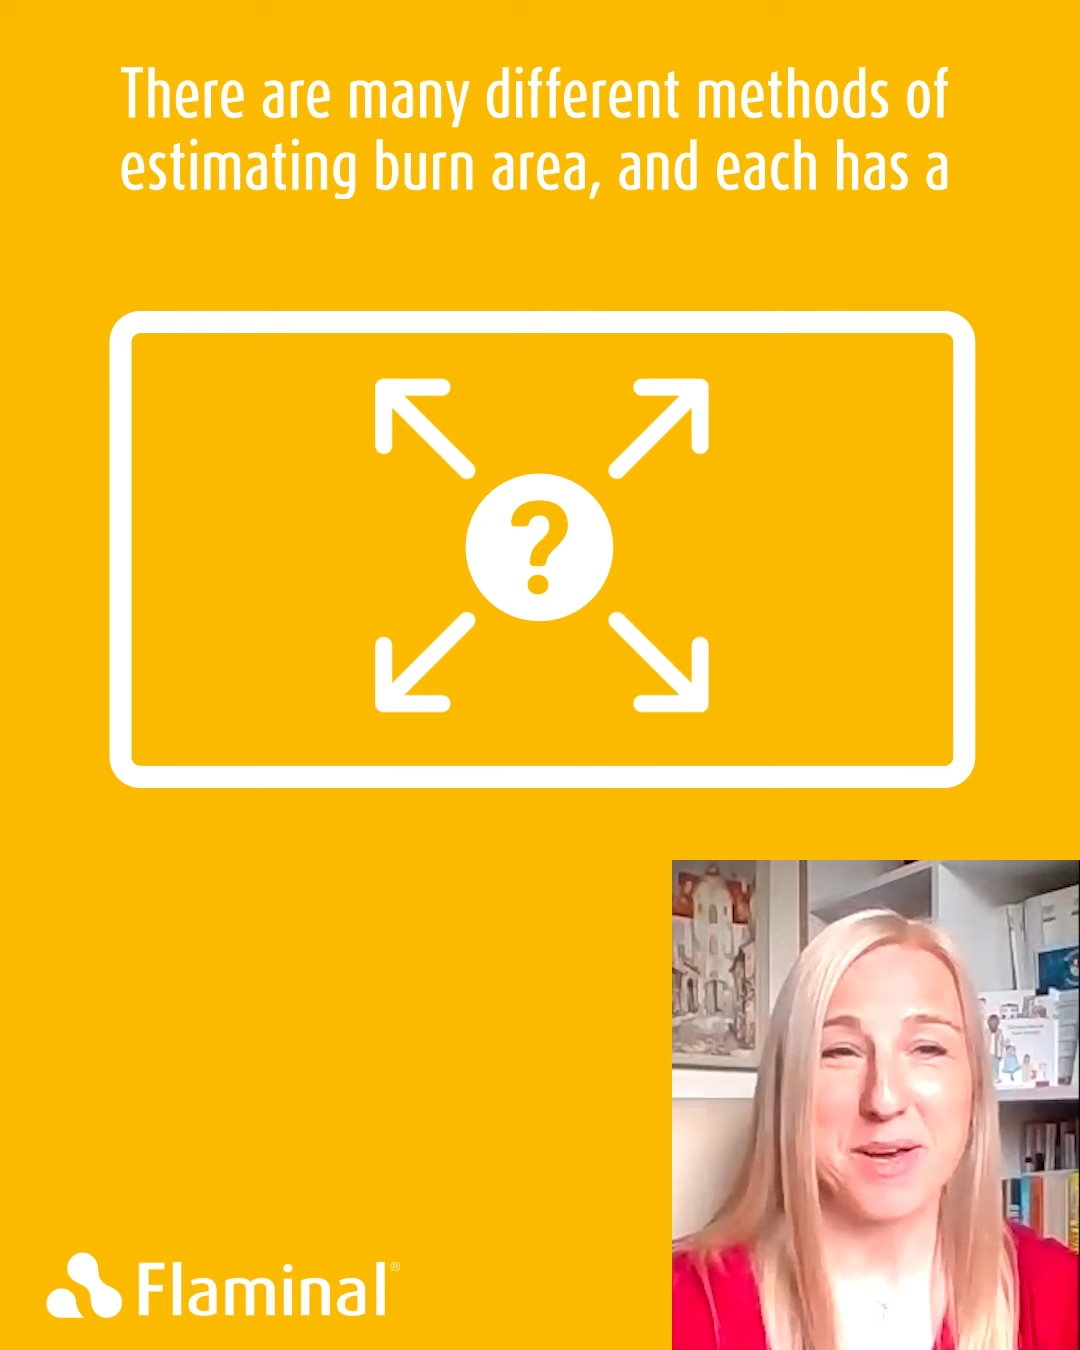 There are many different methods of
estimating burn area, and each has a
?
Flaminal®